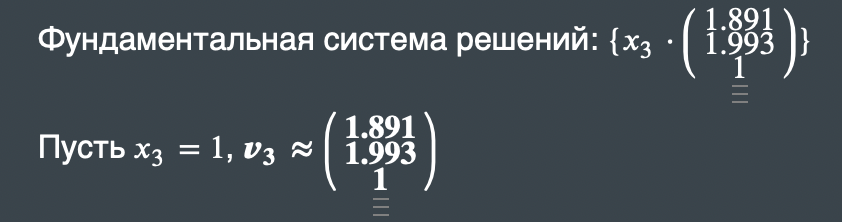 Фундаментальная система решений: {x₃ · (1.891
1.993
1)}
Пусть x₃ = 1, v₃ ≈ (1.891
1.993
1)